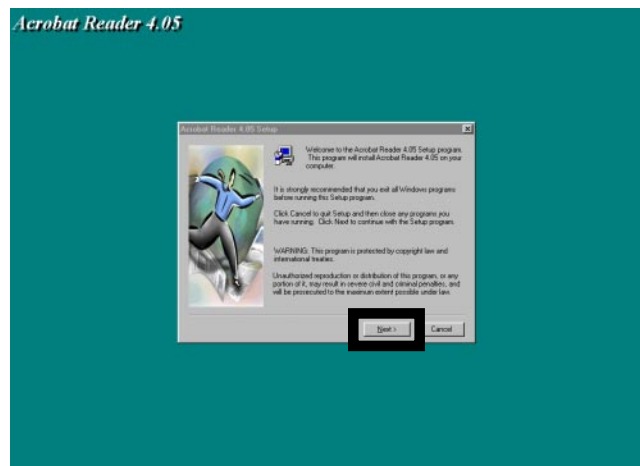 Acrobat Reader 4.05
Acrobat Reader 4.05 Setup
Welcome to the Acrobat Reader 4.05 Setup program.
This program will install Acrobat Reader 4.05 on your
computer.
It is strongly recommended that you exit all Windows programs
before running this Setup program.
Click Cancel to quit Setup and then close any programs you
have running. Click Next to continue with the Setup program.
WARNING: This program is protected by copyright law and
international treaties.
Unauthorized reproduction or distribution of this program, or any
portion of it, may result in severe civil and criminal penalties, and
will be prosecuted to the maximum extent possible under law.
Next > Cancel